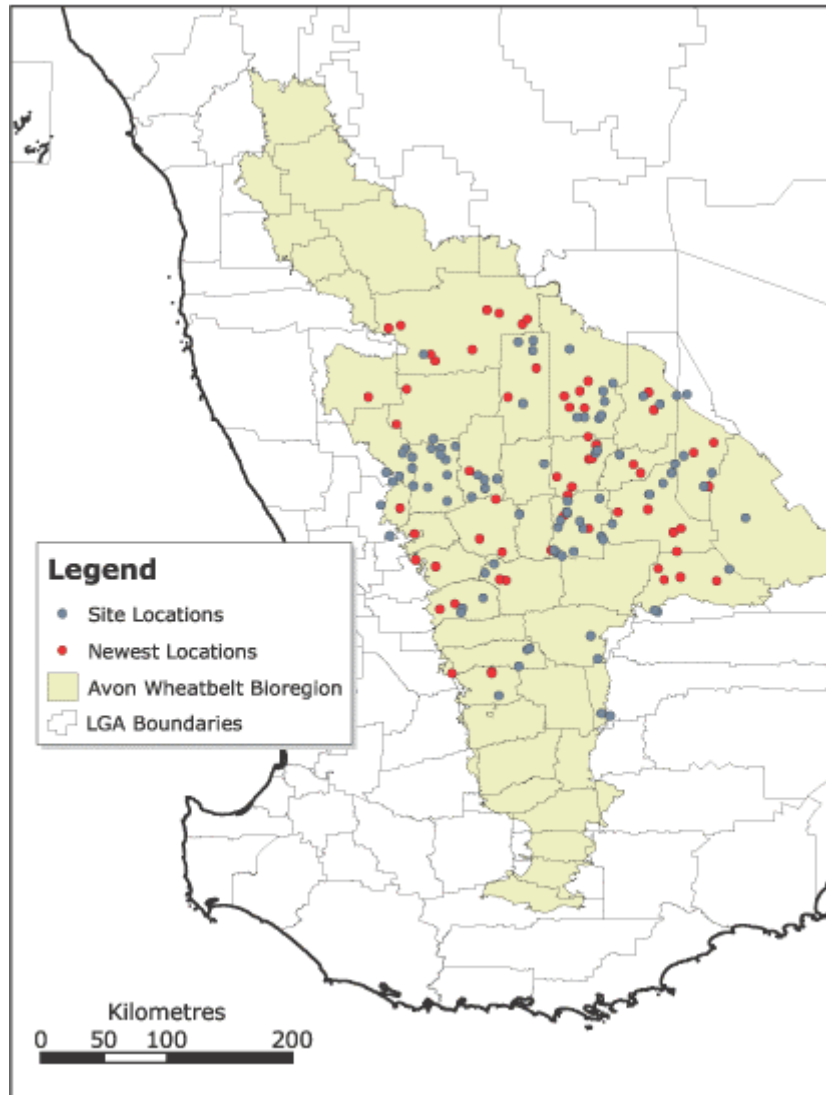 Legend
Site Locations
Newest Locations
Avon Wheatbelt Bioregion
LGA Boundaries
Kilometres
0 50 100 200